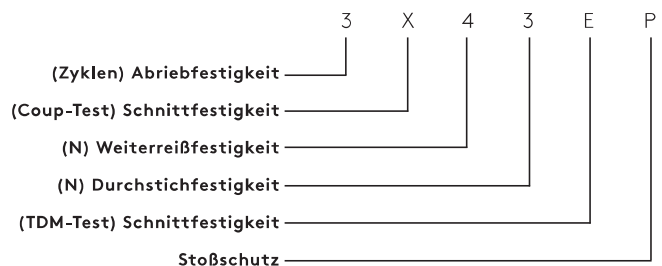 3 X 4 3 E P
(Zyklen) Abriebfestigkeit
(Coup-Test) Schnittfestigkeit
(N) Weiterreißfestigkeit
(N) Durchstichfestigkeit
(TDM-Test) Schnittfestigkeit
Stoßschutz